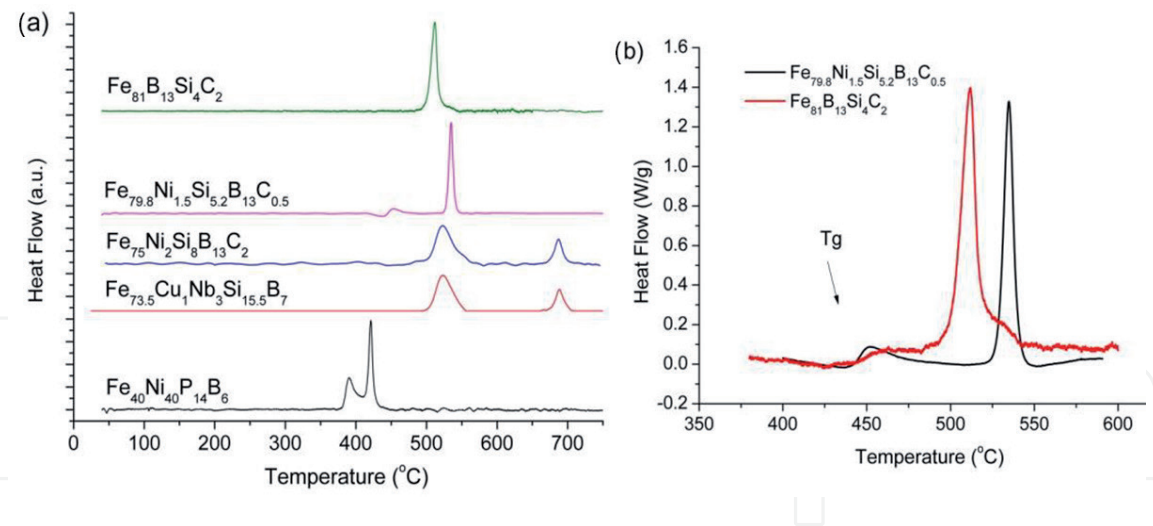 (a)
Fe81B13Si4C2
Fe79.8Ni1.5Si5.2B13C0.5
Fe75Ni2Si8B13C2
Fe73.5Cu1Nb3Si15.5B7
Fe40Ni40P14B6
Heat Flow (a.u.)
0 100 200 300 400 500 600 700
Temperature (°C)
(b)
1.6
1.4
1.2
1.0
0.8
0.6
0.4
0.2
0.0
-0.2
Heat Flow (W/g)
Fe79.8Ni1.5Si5.2B13C0.5
Fe81B13Si4C2
Tg
350 400 450 500 550 600
Temperature (°C)